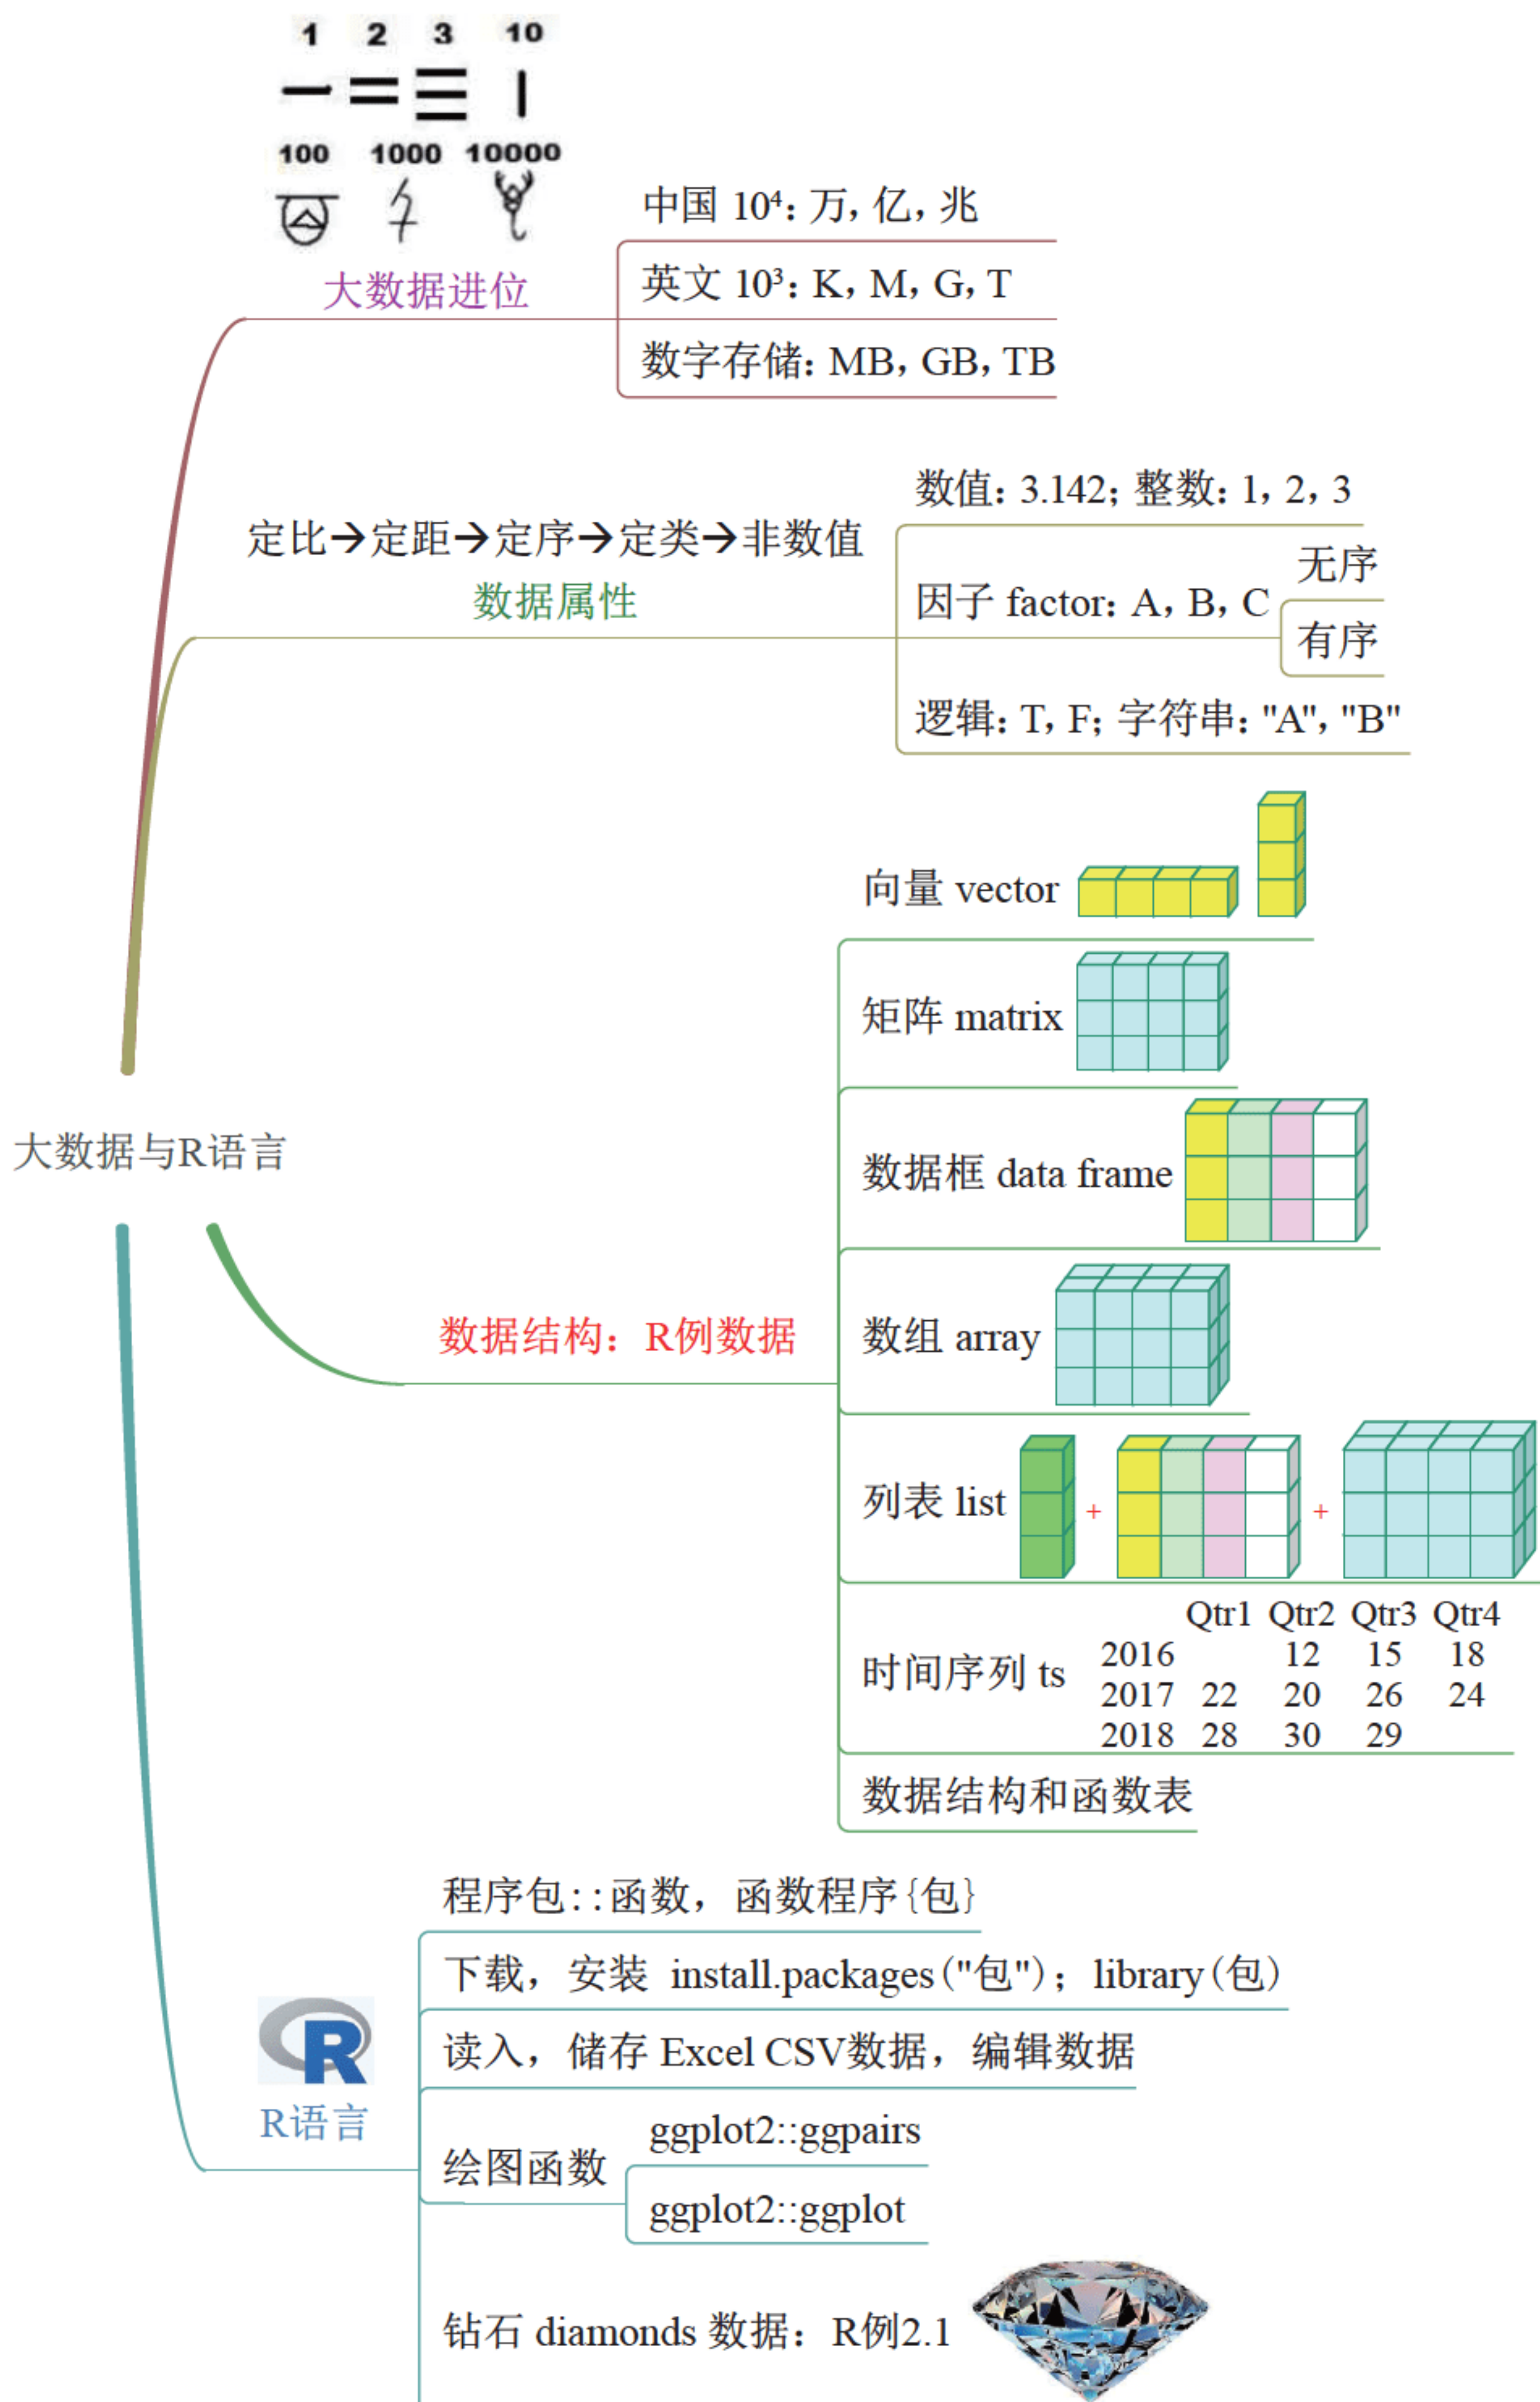 1 2 3 10
100 1000 10000
大数据进位
中国 10⁴：万，亿，兆
英文 10³：K，M，G，T
数字存储：MB，GB，TB
定比→定距→定序→定类→非数值
数据属性
数值：3.142；整数：1，2，3
因子 factor：A，B，C
无序
有序
逻辑：T，F；字符串："A"，"B"
大数据与R语言
数据结构：R例数据
向量 vector
矩阵 matrix
数据框 data frame
数组 array
列表 list + +
时间序列 ts
Qtr1 Qtr2 Qtr3 Qtr4
2016 12 15 18
2017 22 20 26 24
2018 28 30 29
数据结构和函数表
R
R语言
程序包::函数，函数程序{包}
下载，安装 install.packages("包")；library(包)
读入，储存 Excel CSV数据，编辑数据
绘图函数
ggplot2::ggpairs
ggplot2::ggplot
钻石 diamonds 数据：R例2.1